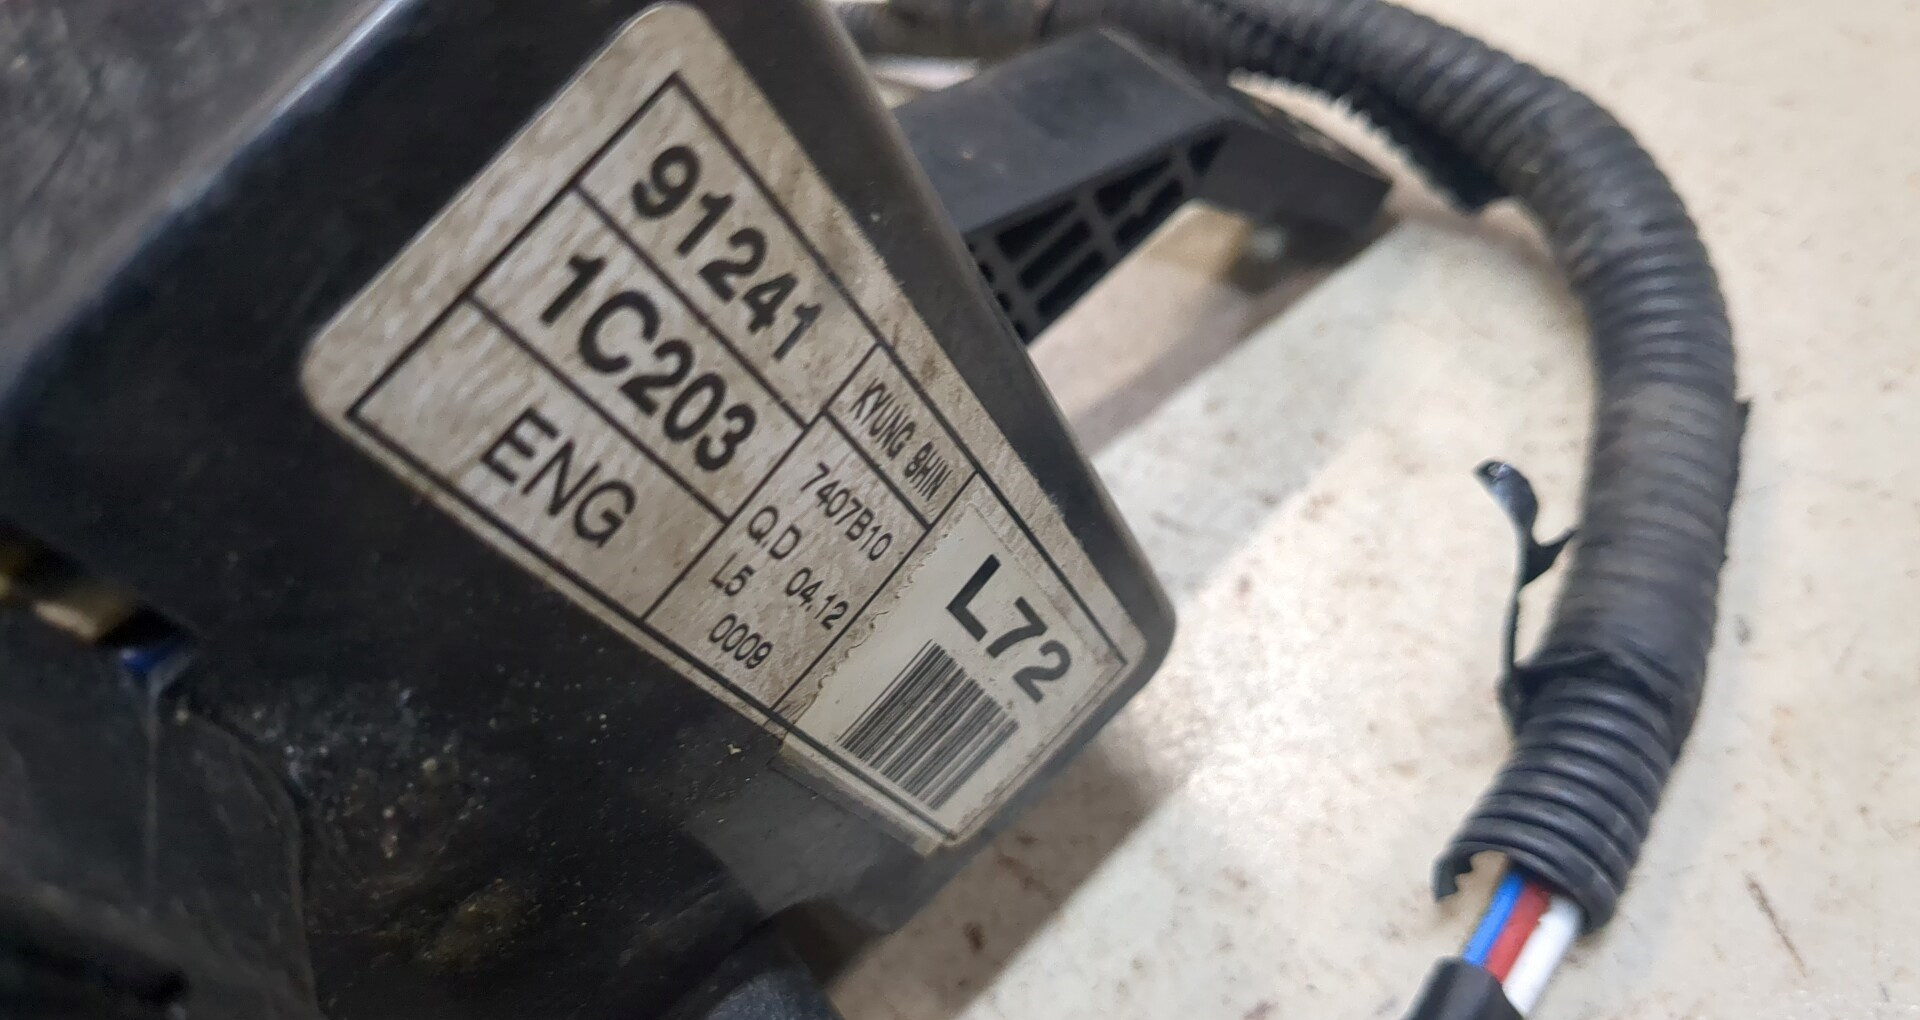 91241
1C203
ENG
KYUNG SHIN
7407B10
Q.D 04.12
L5
0009
L72